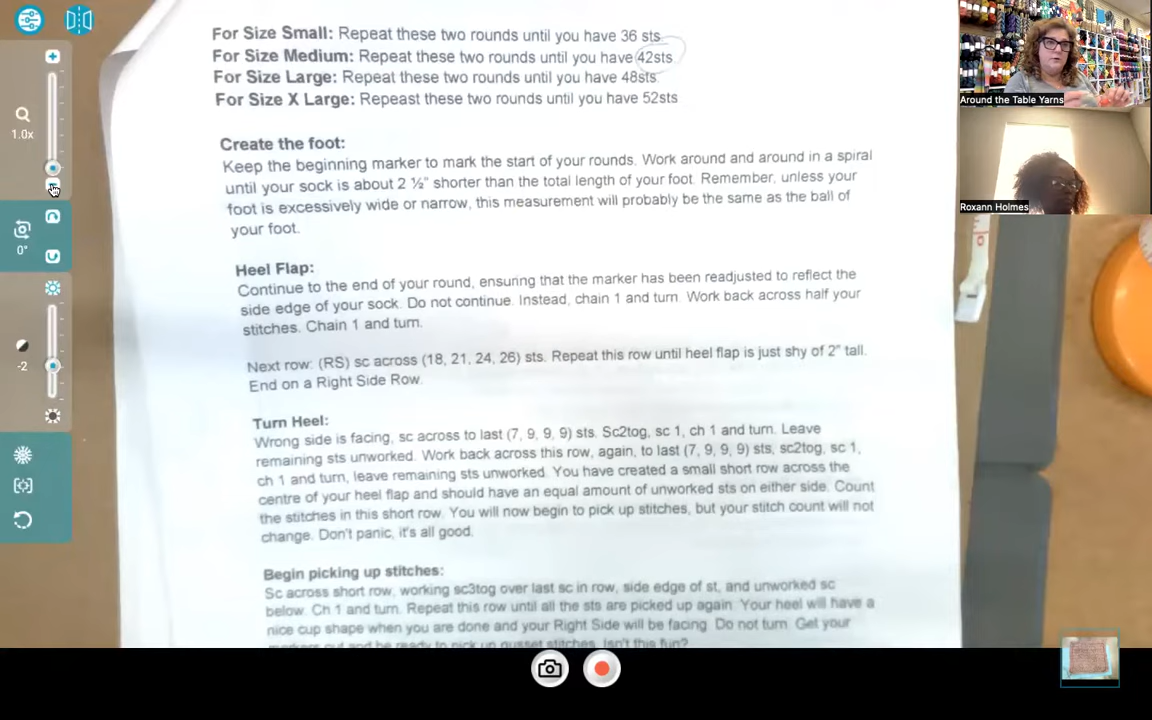 For Size Small: Repeat these two rounds until you have 36 sts
For Size Medium: Repeat these two rounds until you have 42sts
For Size Large: Repeat these two rounds until you have 48sts
For Size X Large: Repeast these two rounds until you have 52sts
Create the foot:
Keep the beginning marker to mark the start of your rounds. Work around and around in a spiral
until your sock is about 2 ½" shorter than the total length of your foot. Remember, unless your
foot is excessively wide or narrow, this measurement will probably be the same as the ball of
your foot.
Heel Flap:
Continue to the end of your round, ensuring that the marker has been readjusted to reflect the
side edge of your sock. Do not continue. Instead, chain 1 and turn. Work back across half your
stitches. Chain 1 and turn.
Next row: (RS) sc across (18, 21, 24, 26) sts. Repeat this row until heel flap is just shy of 2" tall.
End on a Right Side Row.
Turn Heel:
Wrong side is facing, sc across to last (7, 9, 9, 9) sts. Sc2tog, sc 1, ch 1 and turn. Leave
remaining sts unworked. Work back across this row, again, to last (7, 9, 9, 9) sts, sc2tog, sc 1,
ch 1 and turn, leave remaining sts unworked. You have created a small short row across the
centre of your heel flap and should have an equal amount of unworked sts on either side. Count
the stitches in this short row. You will now begin to pick up stitches, but your stitch count will not
change. Don't panic, it's all good.
Begin picking up stitches:
Sc across short row, working sc3tog over last sc in row, side edge of st, and unworked sc
below. Ch 1 and turn. Repeat this row until all the sts are picked up again. Your heel will have a
nice cup shape when you are done and your Right Side will be facing. Do not turn. Get your
markers out and be ready to pick up gusset stitches. Isn't this fun?
1.0x
0°
-2
Around the Table Yarns
Roxann Holmes